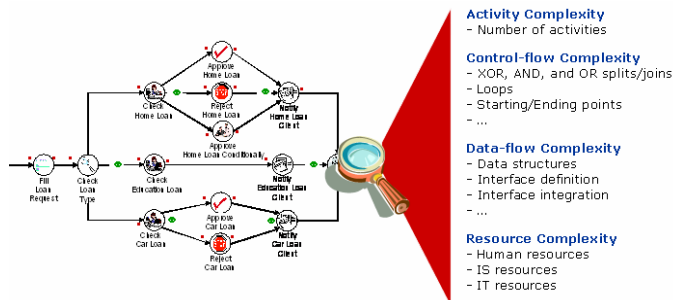 Approve
Home Loan
Check
Home Loan
Reject
Home Loan
Notify
Home Loan
Client
Approve
Home Loan Conditionally
Fill
Loan
Request
Check
Loan
Type
Check
Education Loan
Notify
Education Loan
Client
Approve
Car Loan
Check
Car Loan
Reject
Car Loan
Notify
Car Loan
Client
Activity Complexity
- Number of activities
Control-flow Complexity
- XOR, AND, and OR splits/joins
- Loops
- Starting/Ending points
- ...
Data-flow Complexity
- Data structures
- Interface definition
- Interface integration
- ...
Resource Complexity
- Human resources
- IS resources
- IT resources